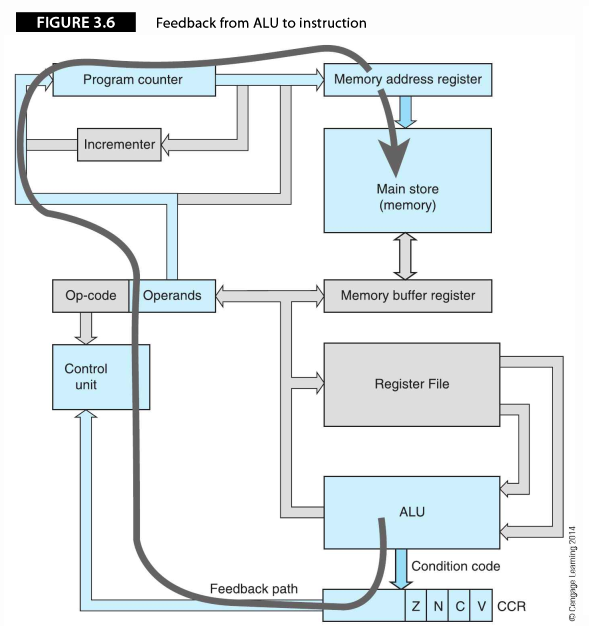 FIGURE 3.6 Feedback from ALU to instruction
Program counter
Memory address register
Incrementer
Main store
(memory)
Op-code
Operands
Memory buffer register
Control
unit
Register File
ALU
Condition code
Feedback path
Z N C V CCR
© Cengage Learning 2014